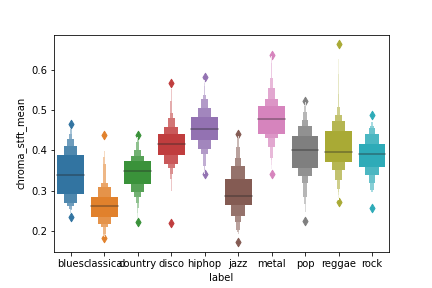 0.6
0.5
0.4
0.3
0.2
chroma_stft_mean
blues classical country disco hiphop jazz metal pop reggae rock
label